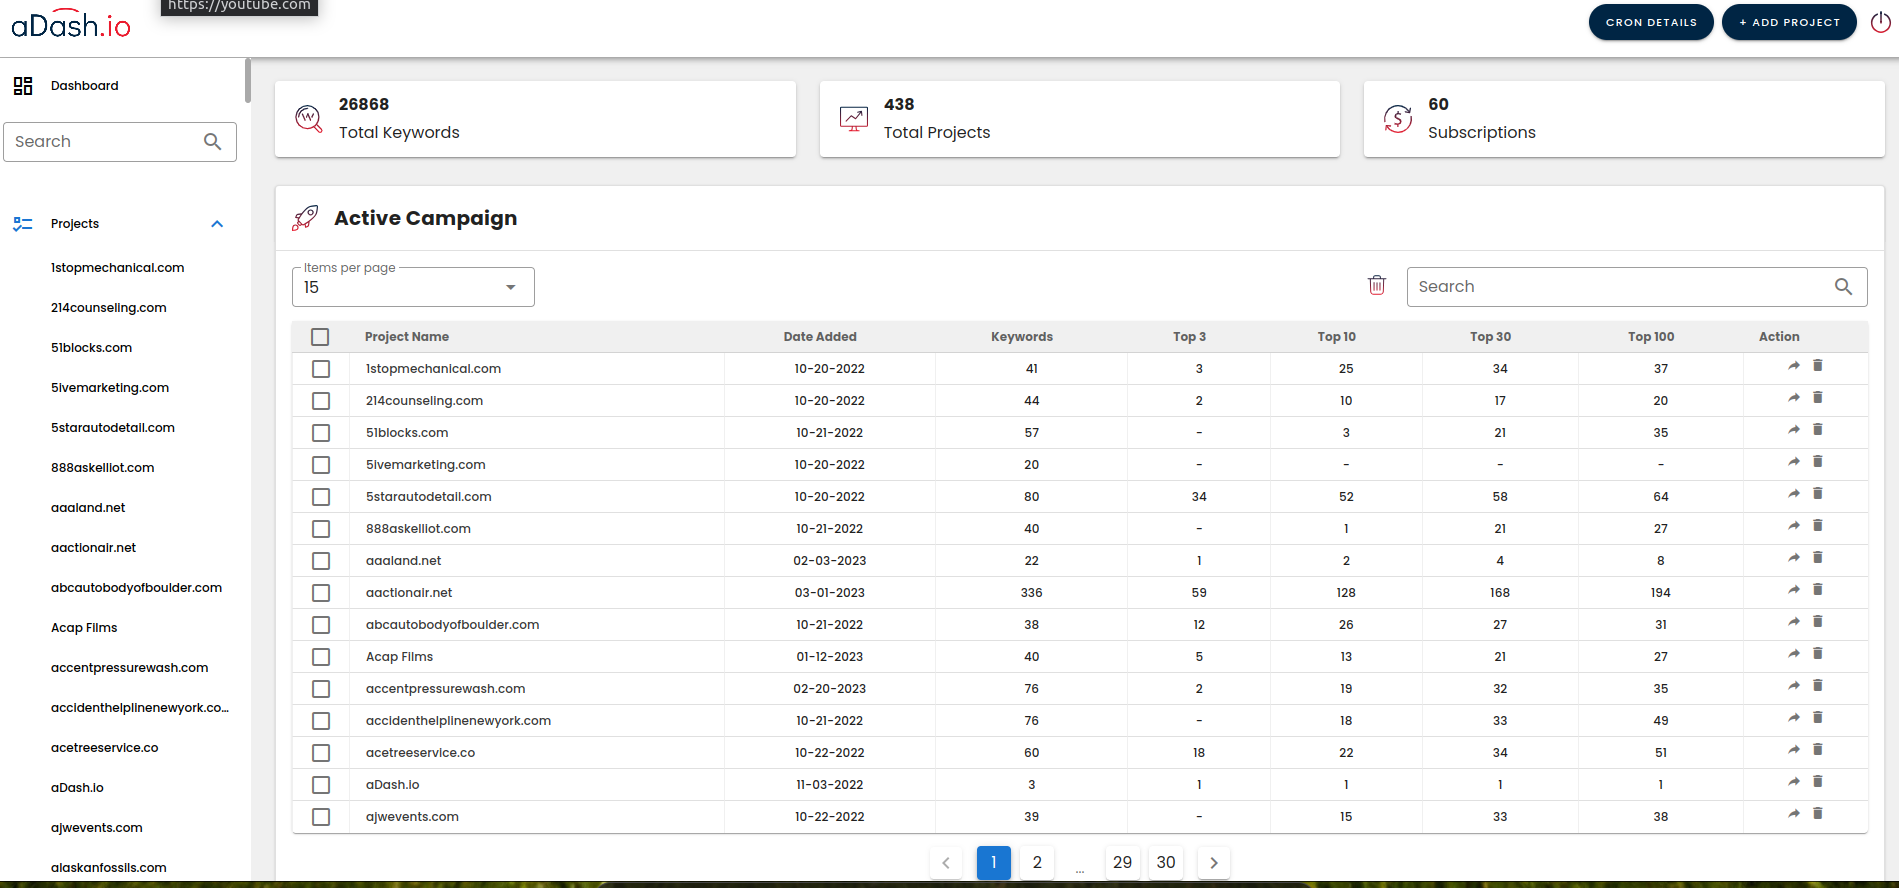 https://youtube.com
aDash.io
CRON DETAILS
+ ADD PROJECT
Dashboard
Search
Projects
1stopmechanical.com
214counseling.com
51blocks.com
5ivemarketing.com
5starautodetail.com
888askelliot.com
aaaland.net
aactionair.net
abcautobodyofboulder.com
Acap Films
accentpressurewash.com
accidenthelplinenewyork.co...
acetreeservice.co
aDash.io
ajwevents.com
alaskanfossils.com
26868
Total Keywords
438
Total Projects
60
Subscriptions
Active Campaign
Items per page
15
Search
Project Name Date Added Keywords Top 3 Top 10 Top 30 Top 100 Action
1stopmechanical.com 10-20-2022 41 3 25 34 37
214counseling.com 10-20-2022 44 2 10 17 20
51blocks.com 10-21-2022 57 - 3 21 35
5ivemarketing.com 10-20-2022 20 - - - -
5starautodetail.com 10-20-2022 80 34 52 58 64
888askelliot.com 10-21-2022 40 - 1 21 27
aaaland.net 02-03-2023 22 1 2 4 8
aactionair.net 03-01-2023 336 59 128 168 194
abcautobodyofboulder.com 10-21-2022 38 12 26 27 31
Acap Films 01-12-2023 40 5 13 21 27
accentpressurewash.com 02-20-2023 76 2 19 32 35
accidenthelplinenewyork.com 10-21-2022 76 - 18 33 49
acetreeservice.co 10-22-2022 60 18 22 34 51
aDash.io 11-03-2022 3 1 1 1 1
ajwevents.com 10-22-2022 39 - 15 33 38
1 2 ... 29 30